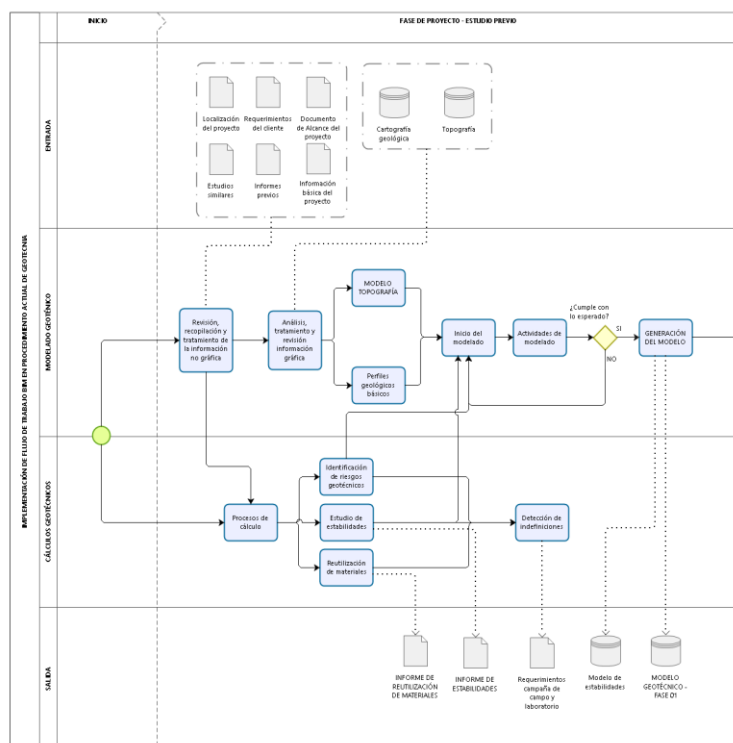 INICIO
FASE DE PROYECTO - ESTUDIO PREVIO
IMPLEMENTACIÓN DE FLUJO DE TRABAJO BIM EN PROCEDIMIENTO ACTUAL DE GEOTECNIA
ENTRADA
Localización
del proyecto
Requerimientos
del cliente
Documento
de Alcance del
proyecto
Estudios
similares
Informes
previos
Información
básica del
proyecto
Cartografía
geológica
Topografía
MODELADO GEOTÉNICO
Revisión,
recopilación y
tratamiento de
la información
no gráfica
Análisis,
tratamiento y
revisión
información
gráfica
MODELO
TOPOGRAFÍA
Perfiles
geológicos
básicos
Inicio del
modelado
Actividades de
modelado
¿Cumple con
lo esperado?
SI
NO
GENERACIÓN
DEL MODELO
CÁLCULOS GEOTÉCNICOS
Procesos de
cálculo
Identificación
de riesgos
geotécnicos
Estudio de
estabilidades
Reutilización
de materiales
Detección de
indefiniciones
SALIDA
INFORME DE
REUTILIZACIÓN
DE MATERIALES
INFORME DE
ESTABILIDADES
Requerimientos
campaña de
campo y
laboratorio
Modelo de
estabilidades
MODELO
GEOTÉCNICO -
FASE 01